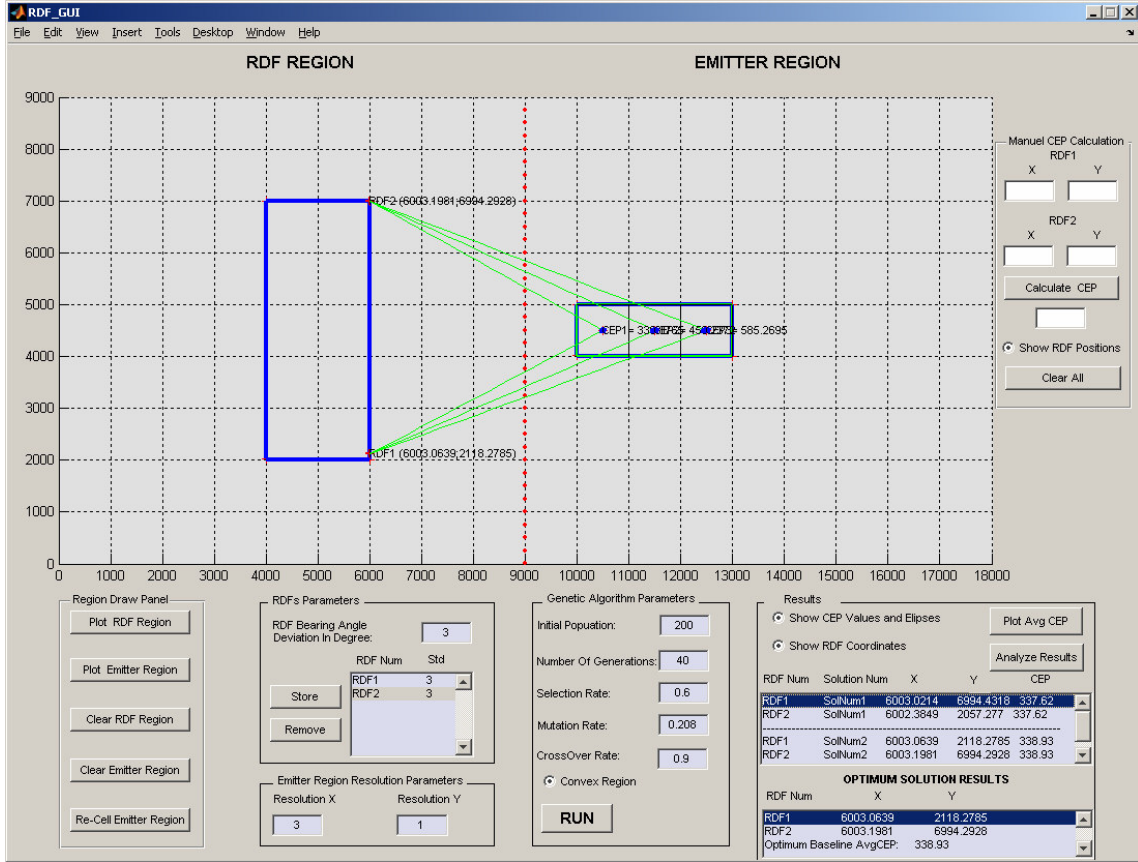 RDF_GUI
File Edit View Insert Tools Desktop Window Help
RDF REGION
EMITTER REGION
9000
8000
7000
6000
5000
4000
3000
2000
1000
0
RDF2 (6003.1981;6994.2928)
RDF1 (6003.0639;2118.2785)
CEP1= 585.2695
0 1000 2000 3000 4000 5000 6000 7000 8000 9000 10000 11000 12000 13000 14000 15000 16000 17000 18000
Manuel CEP Calculation
RDF1
X Y
RDF2
X Y
Calculate CEP
Show RDF Positions
Clear All
Region Draw Panel
Plot RDF Region
Plot Emitter Region
Clear RDF Region
Clear Emitter Region
Re-Cell Emitter Region
RDFs Parameters
RDF Bearing Angle
Deviation In Degree: 3
RDF Num Std
RDF1 3
RDF2 3
Store
Remove
Emitter Region Resolution Parameters
Resolution X Resolution Y
3 1
Genetic Algorithm Parameters
Initial Popuation: 200
Number Of Generations: 40
Selection Rate: 0.6
Mutation Rate: 0.208
CrossOver Rate: 0.9
Convex Region
RUN
Results
Show CEP Values and Elipses
Plot Avg CEP
Show RDF Coordinates
Analyze Results
RDF Num Solution Num X Y CEP
RDF1 SolNum1 6003.0214 6994.4318 337.62
RDF2 SolNum1 6002.3849 2057.277 337.62
RDF1 SolNum2 6003.0639 2118.2785 338.93
RDF2 SolNum2 6003.1981 6994.2928 338.93
OPTIMUM SOLUTION RESULTS
RDF Num X Y
RDF1 6003.0639 2118.2785
RDF2 6003.1981 6994.2928
Optimum Baseline AvgCEP: 338.93